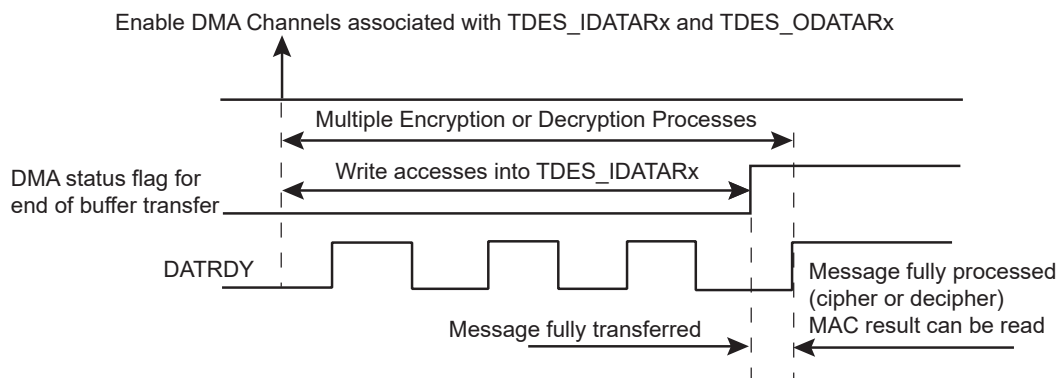 Enable DMA Channels associated with TDES_IDATARx and TDES_ODATARx
Multiple Encryption or Decryption Processes
Write accesses into TDES_IDATARx
DMA status flag for
end of buffer transfer
DATRDY
Message fully processed
(cipher or decipher)
MAC result can be read
Message fully transferred